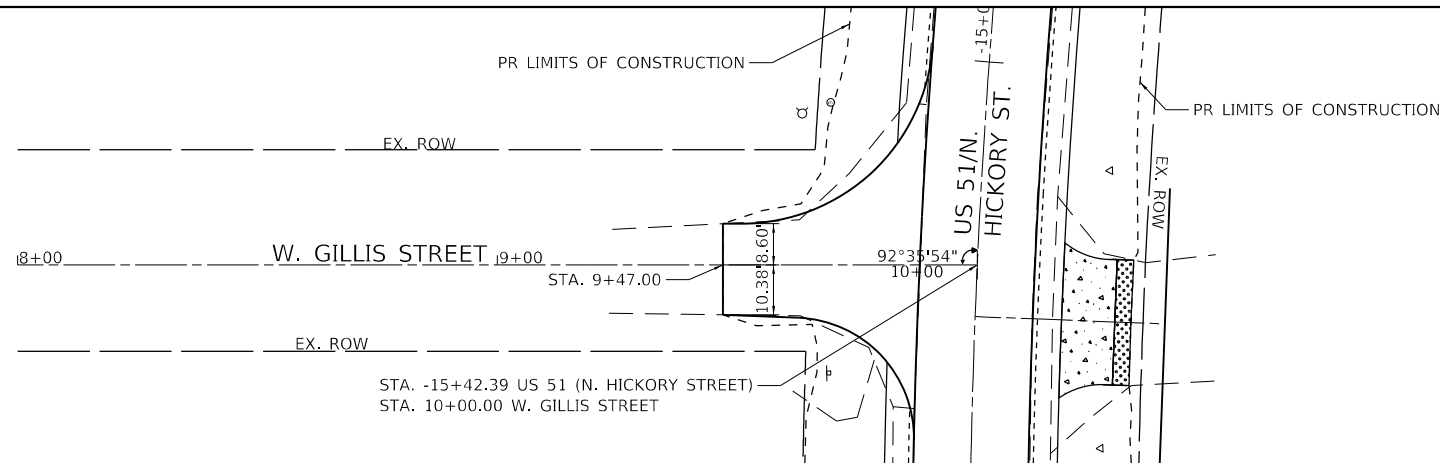 -15+0
PR LIMITS OF CONSTRUCTION
PR LIMITS OF CONSTRUCTION
EX. ROW
US 51/N.
HICKORY ST.
EX. ROW
8+00
W. GILLIS STREET
9+00
8.60'
92°35'54"
10+00
STA. 9+47.00
10.38'
EX. ROW
STA. -15+42.39 US 51 (N. HICKORY STREET)
STA. 10+00.00 W. GILLIS STREET